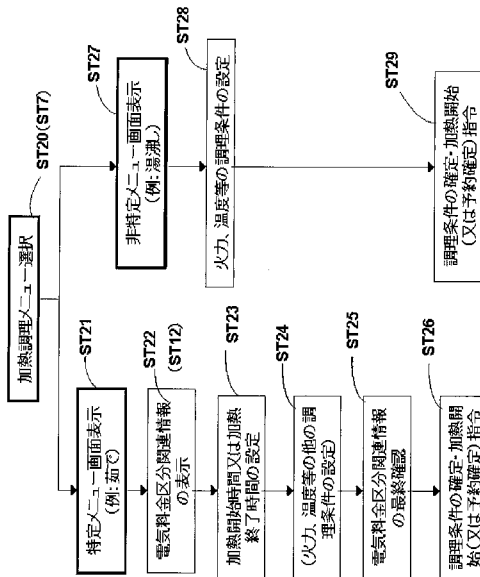 加熱調理メニュー選択
ST20(ST7)
特定メニュー画面表示
(例:茹で)
ST21
電気料金区分関連情報
の表示
ST22
(ST12)
加熱開始時間又は加熱
終了時間の設定
ST23
(火力、温度等の他の調
理条件の設定)
ST24
電気料金区分関連情報
の最終確認
ST25
調理条件の確定・加熱開
始(又は予約確定)指令
ST26
非特定メニュー画面表示
(例:湯沸し)
ST27
火力、温度等の調理条件の設定
ST28
調理条件の確定・加熱開始
(又は予約確定)指令
ST29